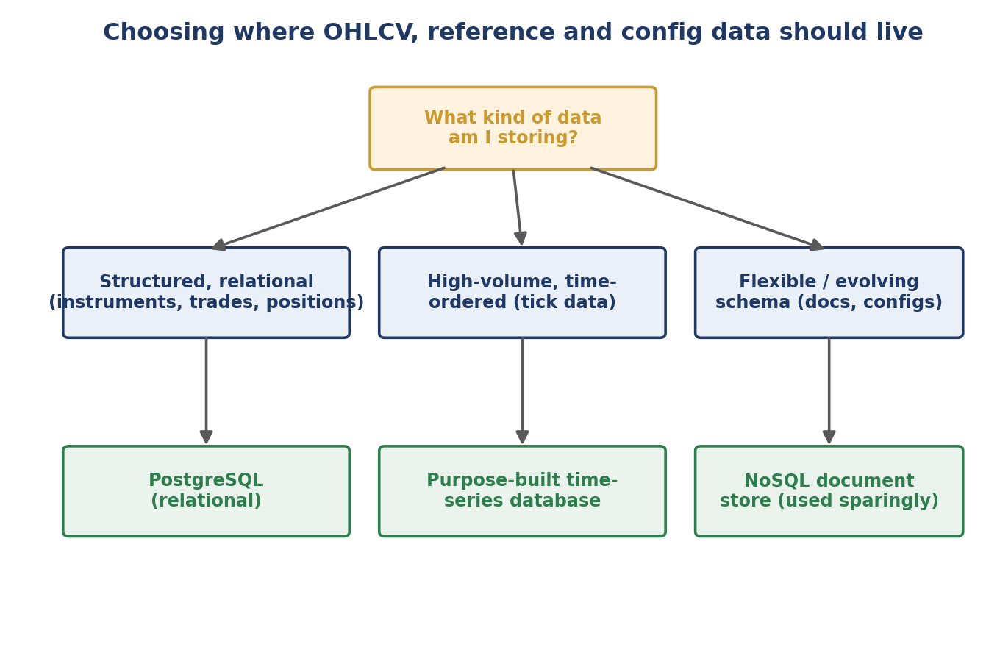 Choosing where OHLCV, reference and config data should live
What kind of data
am I storing?
Structured, relational
(instruments, trades, positions)
High-volume, time-
ordered (tick data)
Flexible / evolving
schema (docs, configs)
PostgreSQL
(relational)
Purpose-built time-
series database
NoSQL document
store (used sparingly)